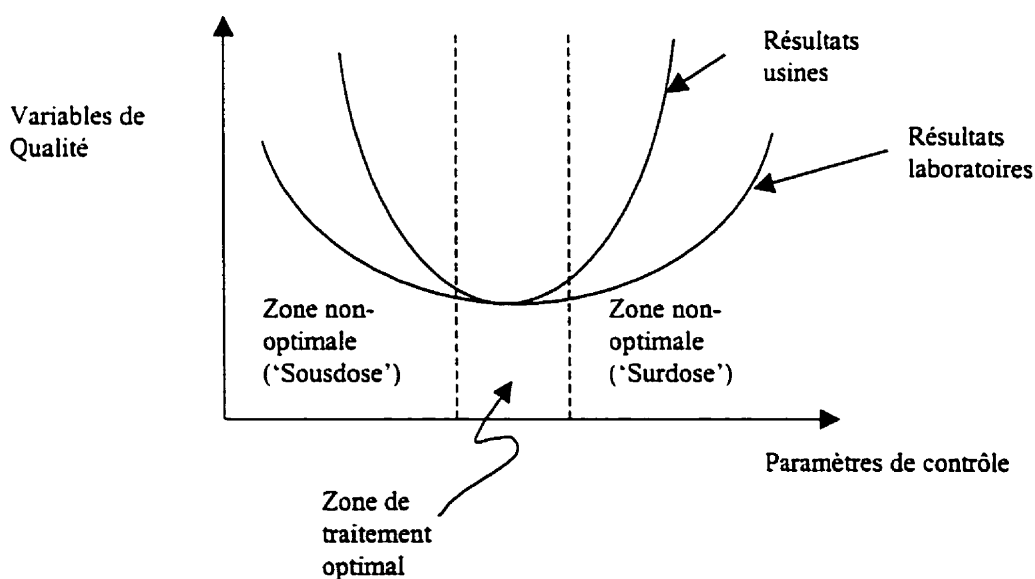 Résultats
usines
Variables de
Qualité
Résultats
laboratoires
Zone non-
optimale
('Sousdose')
Zone non-
optimale
('Surdose')
Paramètres de contrôle
Zone de
traitement
optimal